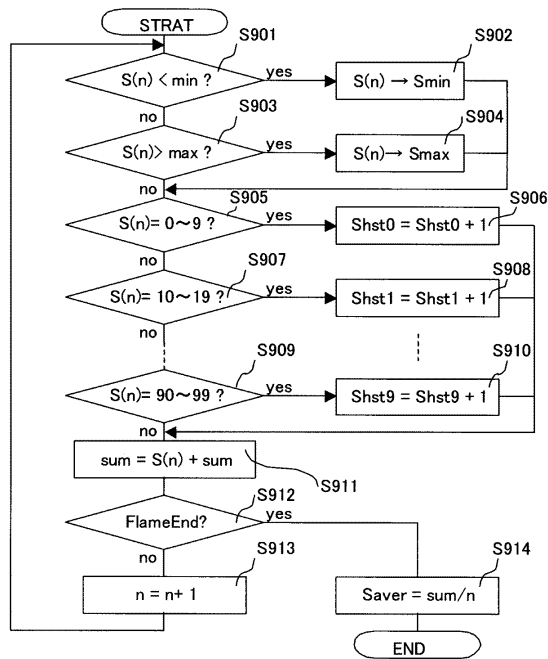 STRAT
S901
S(n) < min ?
yes
S902
S(n) → Smin
no
S903
S(n)> max ?
yes
S904
S(n)→ Smax
no
S905
S(n)= 0～9 ?
yes
S906
Shst0 = Shst0 + 1
no
S907
S(n)= 10～19 ?
yes
S908
Shst1 = Shst1 + 1
no
S909
S(n)= 90～99 ?
yes
S910
Shst9 = Shst9 + 1
no
sum = S(n) + sum
S911
S912
FlameEnd?
yes
no
S913
n = n+ 1
S914
Saver = sum/n
END